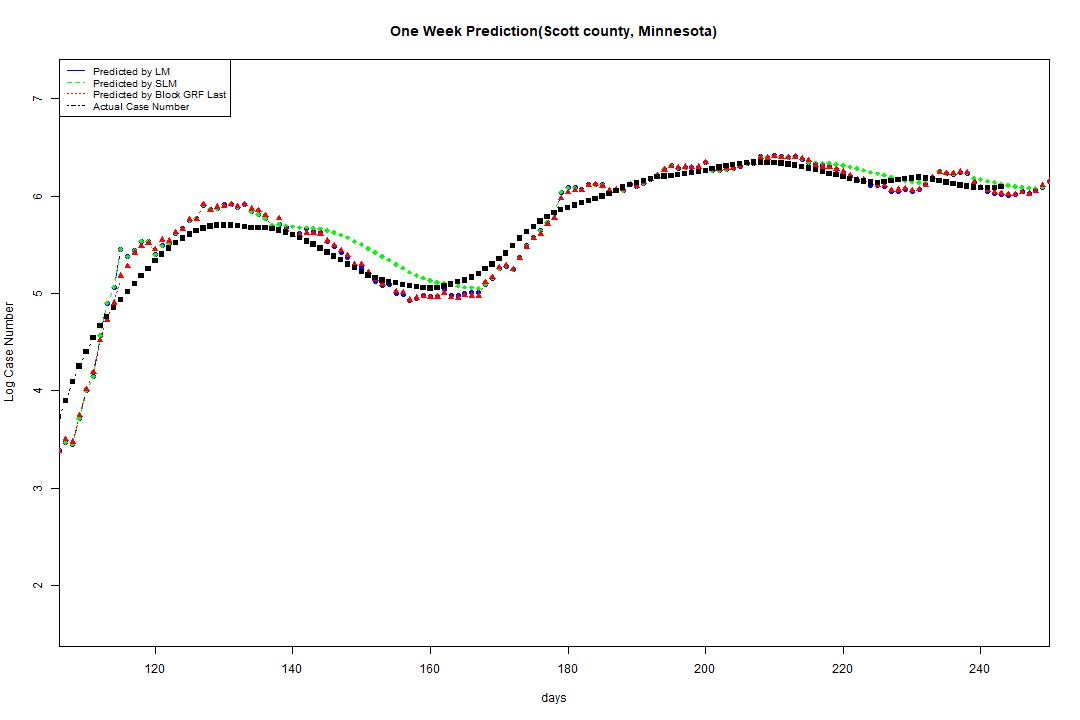 One Week Prediction(Scott county, Minnesota)
Predicted by LM
Predicted by SLM
Predicted by Block GRF Last
Actual Case Number
7
6
5
4
3
2
Log Case Number
120 140 160 180 200 220 240
days